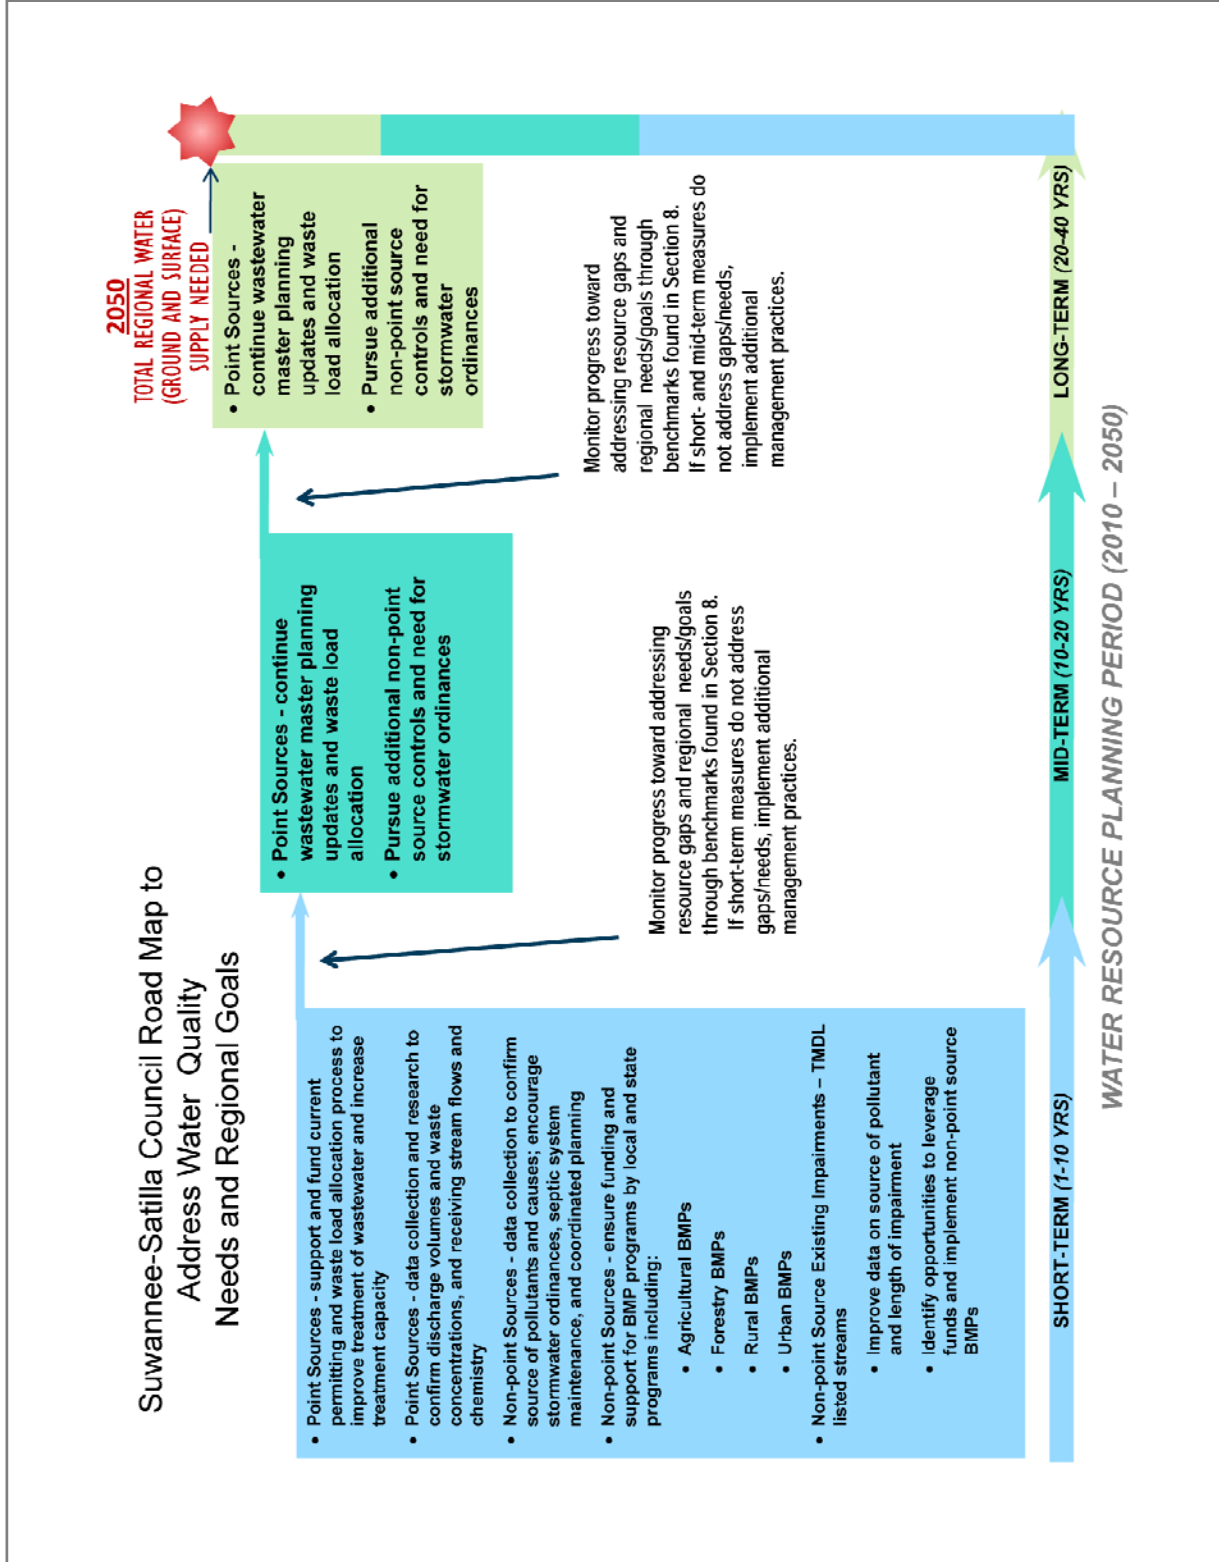 Suwannee-Satilla Council Road Map to
Address Water Quality
Needs and Regional Goals
2050
TOTAL REGIONAL WATER
(GROUND AND SURFACE)
SUPPLY NEEDED
• Point Sources - support and fund current
permitting and waste load allocation process to
improve treatment of wastewater and increase
treatment capacity
• Point Sources - data collection and research to
confirm discharge volumes and waste
concentrations, and receiving stream flows and
chemistry
• Non-point Sources - data collection to confirm
source of pollutants and causes; encourage
stormwater ordinances, septic system
maintenance, and coordinated planning
• Non-point Sources - ensure funding and
support for BMP programs by local and state
programs including:
• Agricultural BMPs
• Forestry BMPs
• Rural BMPs
• Urban BMPs
• Non-point Source Existing Impairments – TMDL
listed streams
• Improve data on source of pollutant
and length of impairment
• Identify opportunities to leverage
funds and implement non-point source
BMPs
• Point Sources - continue
wastewater master planning
updates and waste load
allocation
• Pursue additional non-point
source controls and need for
stormwater ordinances
• Point Sources -
continue wastewater
master planning
updates and waste
load allocation
• Pursue additional
non-point source
controls and need for
stormwater
ordinances
Monitor progress toward addressing
resource gaps and regional needs/goals
through benchmarks found in Section 8.
If short-term measures do not address
gaps/needs, implement additional
management practices.
Monitor progress toward
addressing resource gaps and
regional needs/goals through
benchmarks found in Section 8.
If short- and mid-term measures do
not address gaps/needs,
implement additional
management practices.
SHORT-TERM (1-10 YRS)
MID-TERM (10-20 YRS)
LONG-TERM (20-40 YRS)
WATER RESOURCE PLANNING PERIOD (2010 – 2050)